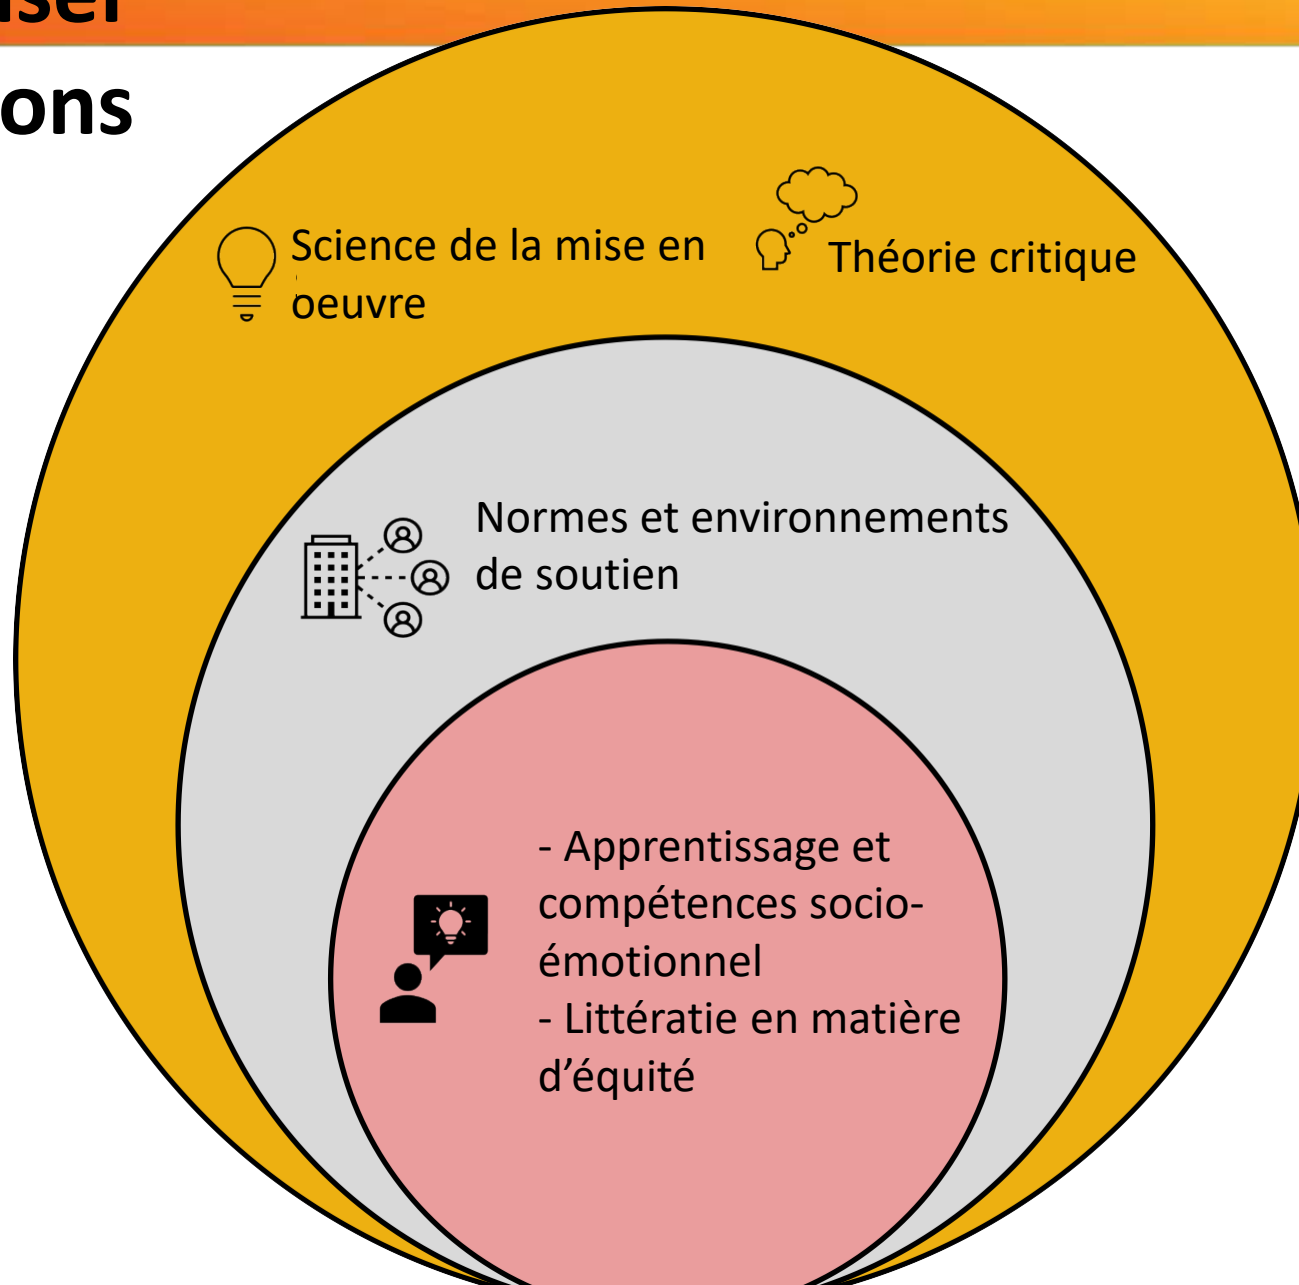 Science de la mise en
oeuvre
Théorie critique
Normes et environnements
de soutien
- Apprentissage et
compétences socio-
émotionnel
- Littératie en matière
d’équité